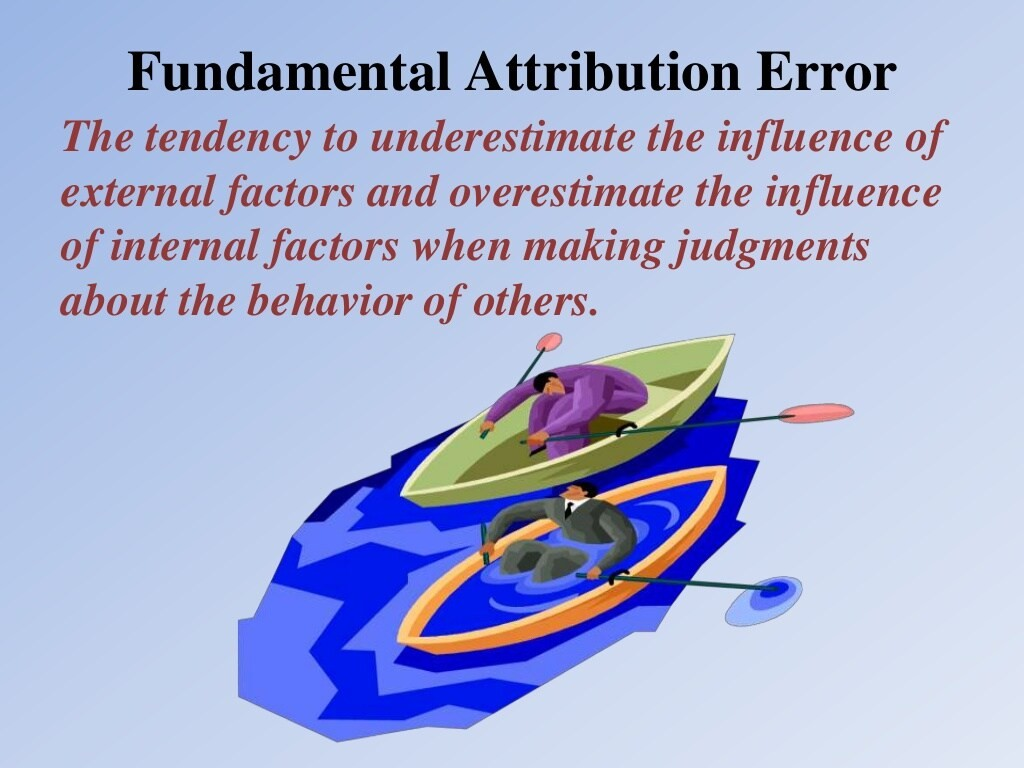 Fundamental Attribution Error
The tendency to underestimate the influence of
external factors and overestimate the influence
of internal factors when making judgments
about the behavior of others.